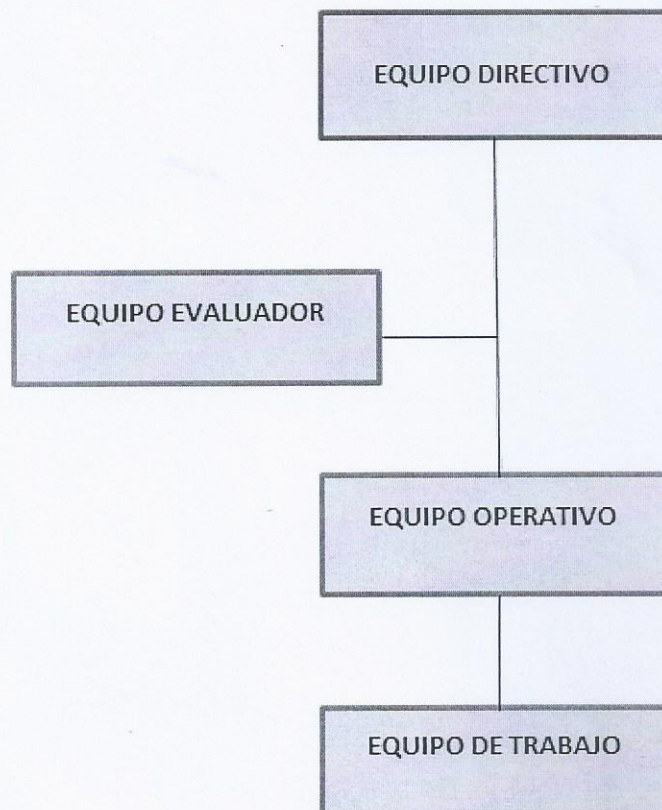 EQUIPO DIRECTIVO
EQUIPO EVALUADOR
EQUIPO OPERATIVO
EQUIPO DE TRABAJO